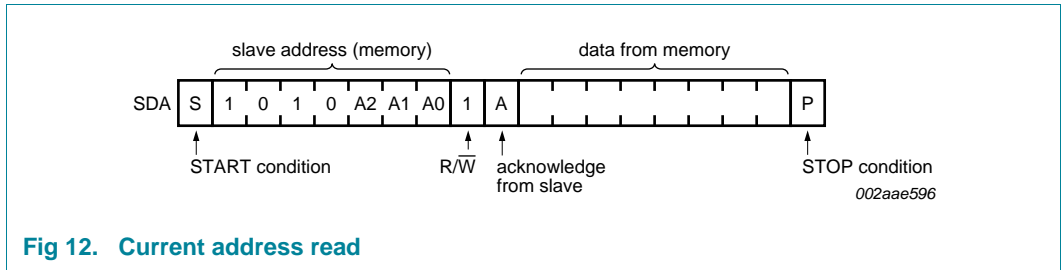 slave address (memory) data from memory
SDA S 1 0 1 0 A2 A1 A0 1 A P
START condition R/W acknowledge from slave STOP condition
002aae596
Fig 12. Current address read